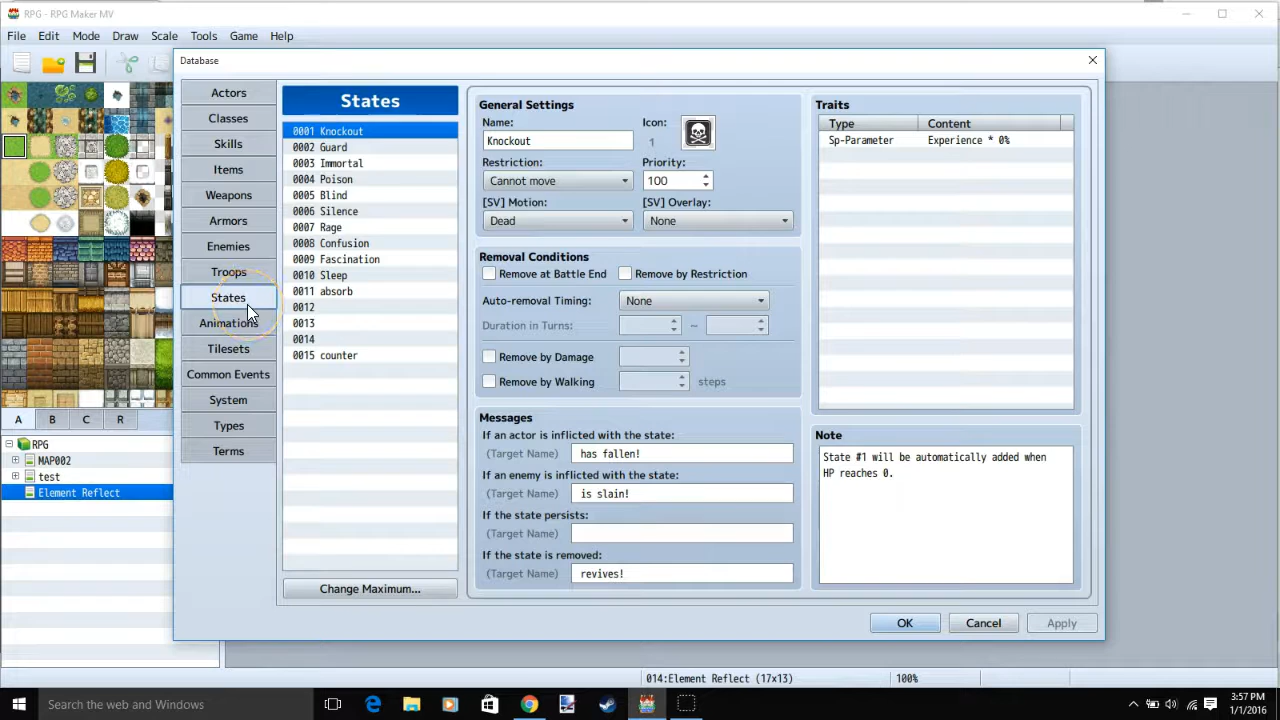 RPG - RPG Maker MV
File Edit Mode Draw Scale Tools Game Help
Database
Actors
Classes
Skills
Items
Weapons
Armors
Enemies
Troops
States
Animations
Tilesets
Common Events
System
Types
Terms
States
0001 Knockout
0002 Guard
0003 Immortal
0004 Poison
0005 Blind
0006 Silence
0007 Rage
0008 Confusion
0009 Fascination
0010 Sleep
0011 absorb
0012
0013
0014
0015 counter
Change Maximum...
General Settings
Name: Icon:
Knockout 1
Restriction: Priority:
Cannot move 100
[SV] Motion: [SV] Overlay:
Dead None
Removal Conditions
Remove at Battle End Remove by Restriction
Auto-removal Timing: None
Duration in Turns: –
Remove by Damage
Remove by Walking steps
Messages
If an actor is inflicted with the state:
(Target Name) has fallen!
If an enemy is inflicted with the state:
(Target Name) is slain!
If the state persists:
(Target Name)
If the state is removed:
(Target Name) revives!
Traits
Type Content
Sp-Parameter Experience * 0%
Note
State #1 will be automatically added when
HP reaches 0.
OK Cancel Apply
A B C R
RPG
MAP002
test
Element Reflect
014:Element Reflect (17x13) 100%
Search the web and Windows
3:57 PM
1/1/2016